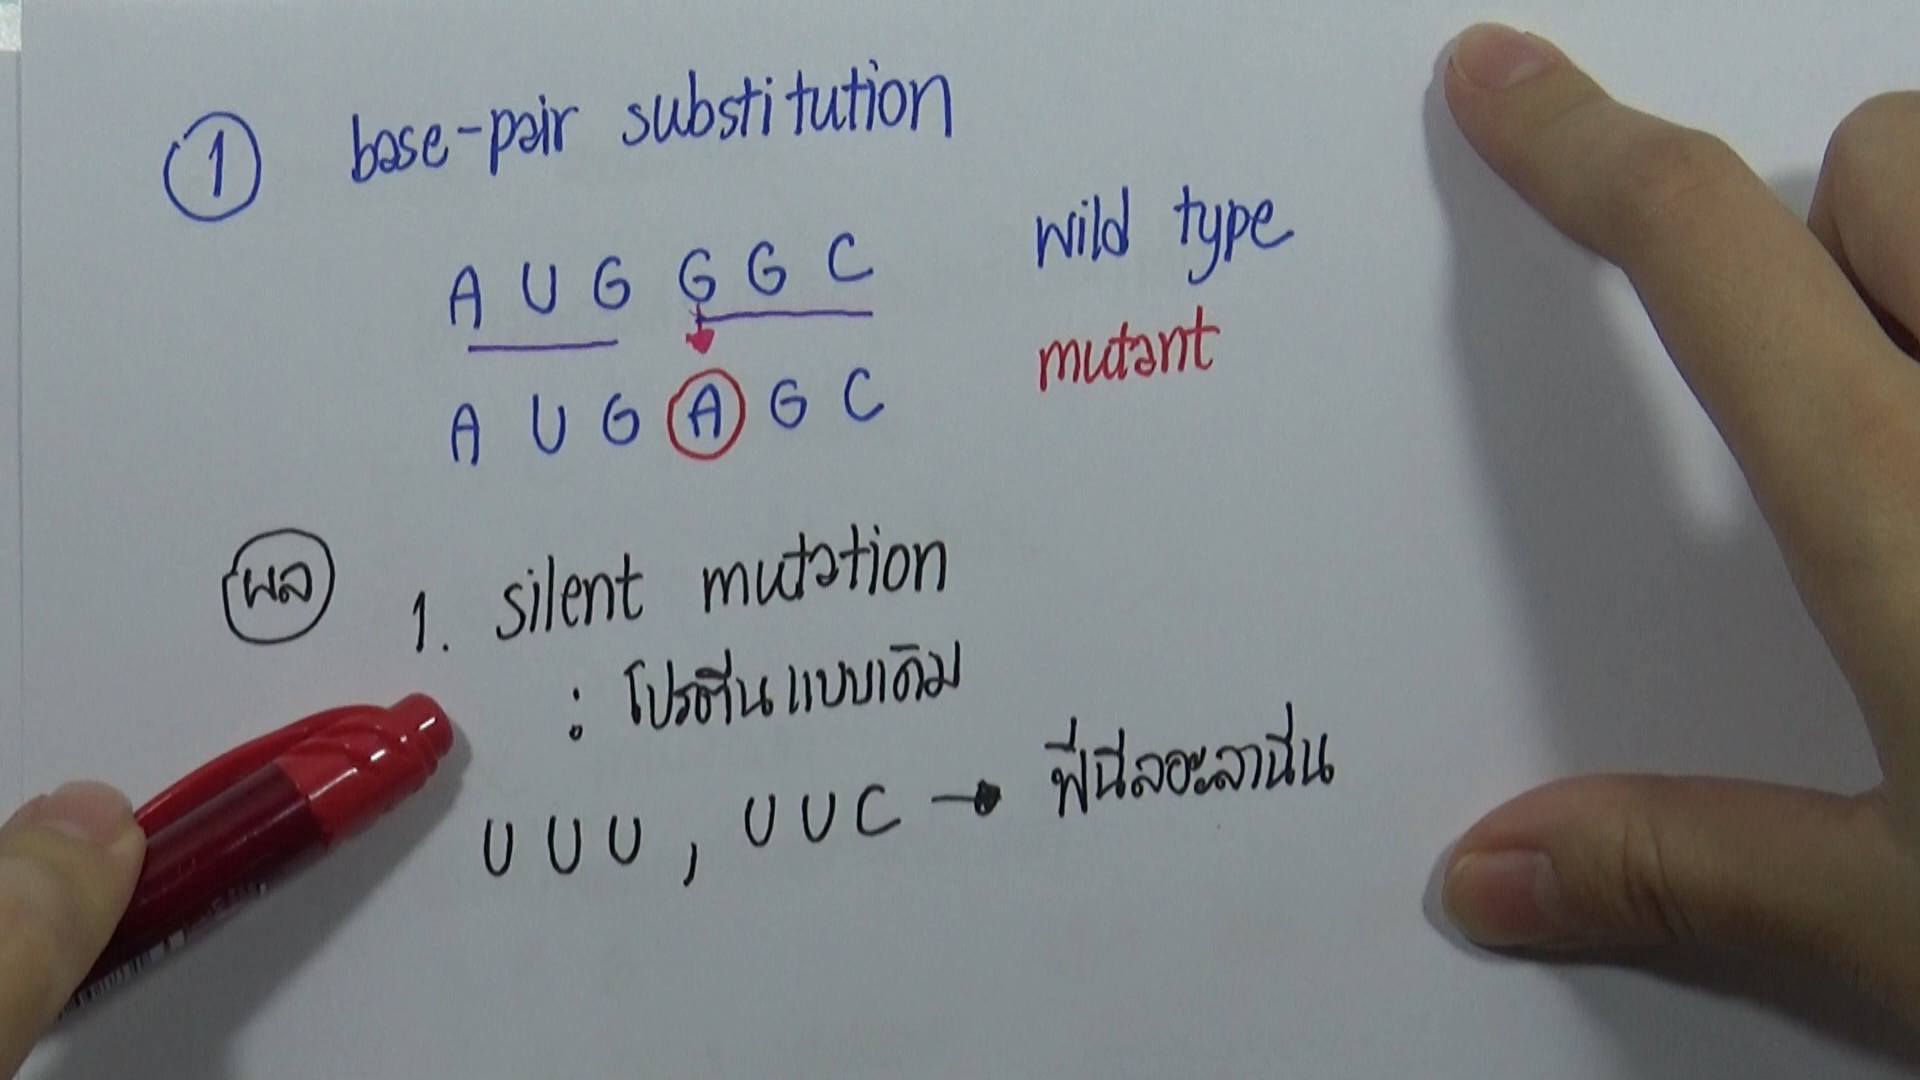 ① base-pair substitution
A U G G G C wild type
A U G A G C mutant
ผล 1. silent mutation
: โปรตีนแบบเดิม
U U U , U U C → ฟีนีลอะลานีน